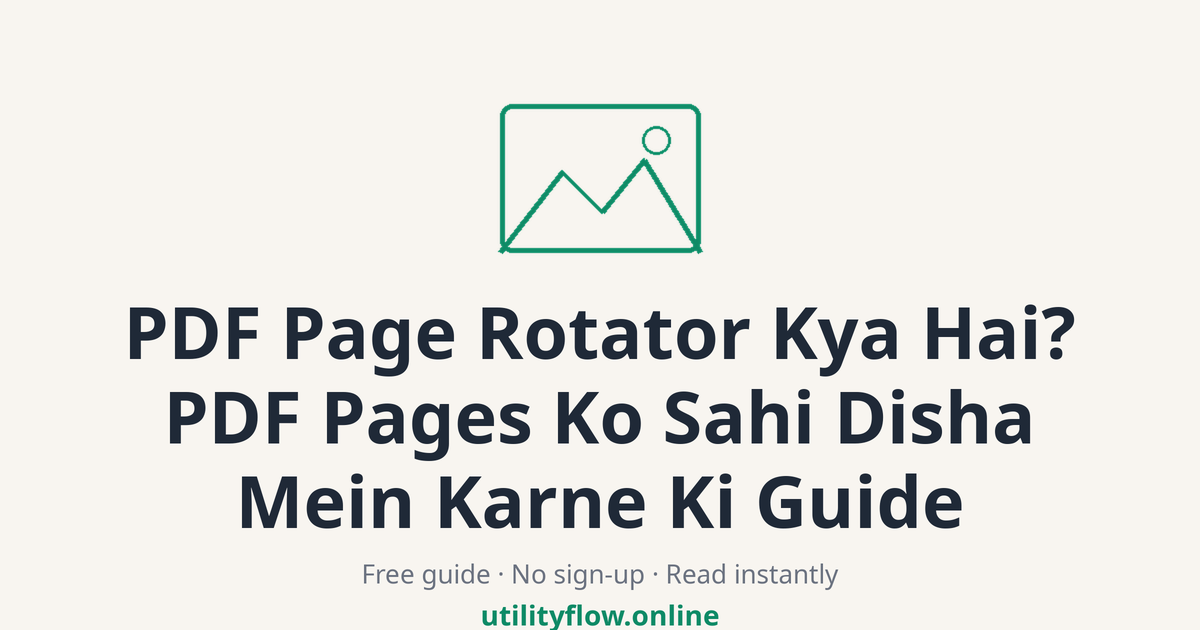 PDF Page Rotator Kya Hai?
PDF Pages Ko Sahi Disha
Mein Karne Ki Guide
Free guide · No sign-up · Read instantly
utilityflow.online